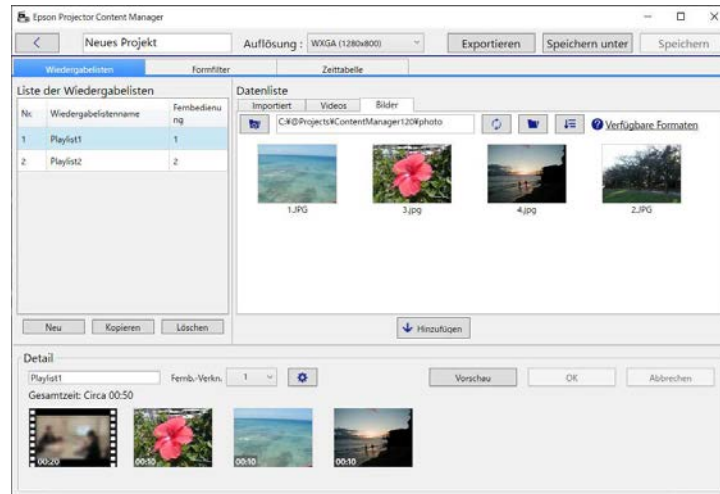 Epson Projector Content Manager
Neues Projekt
Auflösung :
WXGA (1280x800)
Exportieren
Speichern unter
Speichern
Wiedergabelisten
Formfilter
Zeittabelle
Liste der Wiedergabelisten
Nr.
Wiedergabelistenname
Fernbedienu
ng
1
Playlist1
1
2
Playlist2
2
Neu
Kopieren
Löschen
Datenliste
Importiert
Videos
Bilder
C:¥@Projects¥ContentManager120¥photo
Verfügbare Formaten
1.JPG
3.jpg
4.jpg
2.JPG
Hinzufügen
Detail
Playlist1
Fernb.-Verkn.
1
Vorschau
OK
Abbrechen
Gesamtzeit: Circa 00:50
00:20
00:10
00:10
00:10